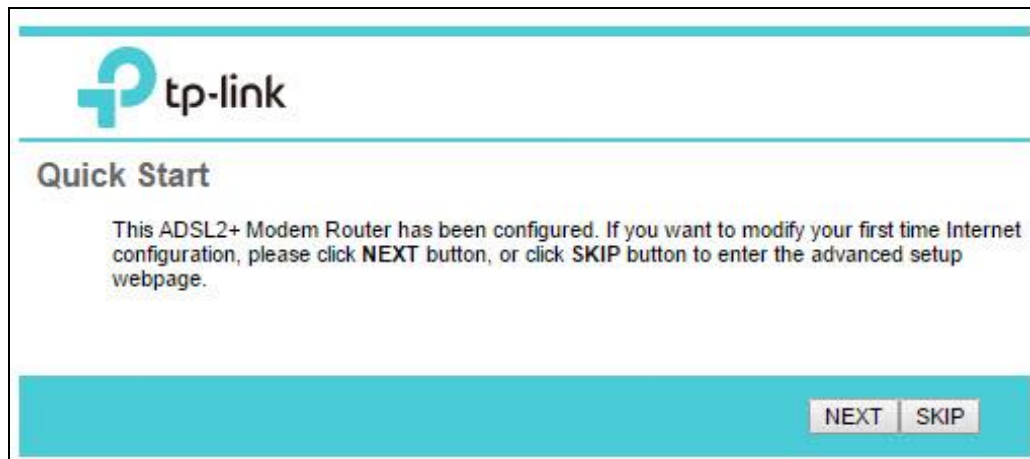 tp-link
Quick Start
This ADSL2+ Modem Router has been configured. If you want to modify your first time Internet
configuration, please click NEXT button, or click SKIP button to enter the advanced setup
webpage.
NEXT SKIP